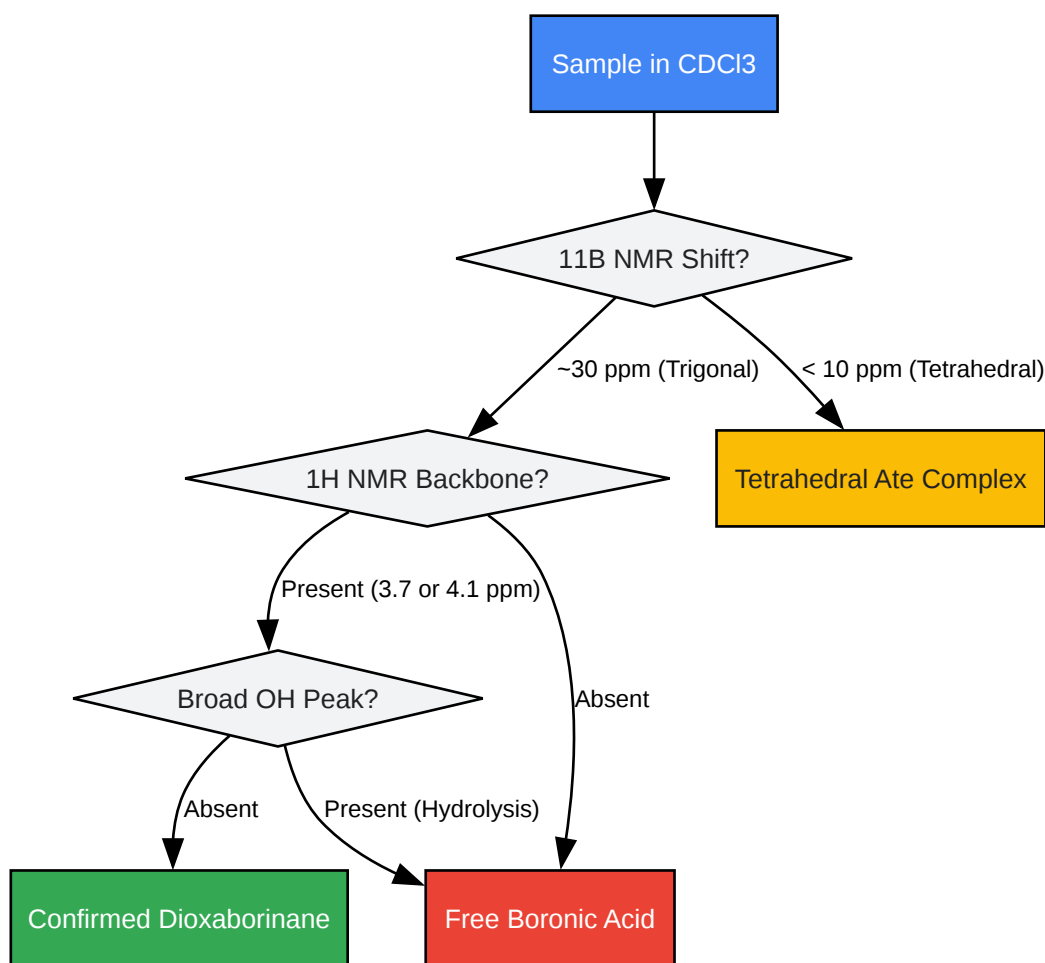 Sample in CDCl3
11B NMR Shift?
~30 ppm (Trigonal)
< 10 ppm (Tetrahedral)
1H NMR Backbone?
Tetrahedral Ate Complex
Present (3.7 or 4.1 ppm)
Broad OH Peak?
Absent
Absent
Present (Hydrolysis)
Confirmed Dioxaborinane
Free Boronic Acid